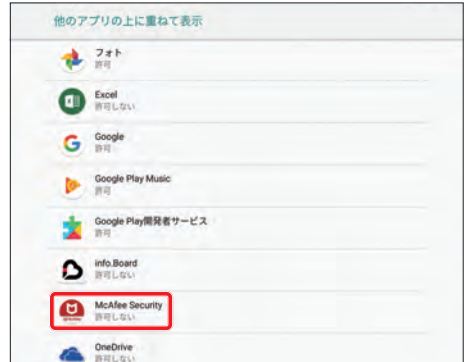 他のアプリの上に重ねて表示
フォト
許可
Excel
許可しない
Google
許可
Google Play Music
許可
Google Play開発者サービス
許可
info.Board
許可しない
McAfee Security
許可しない
OneDrive
許可しない